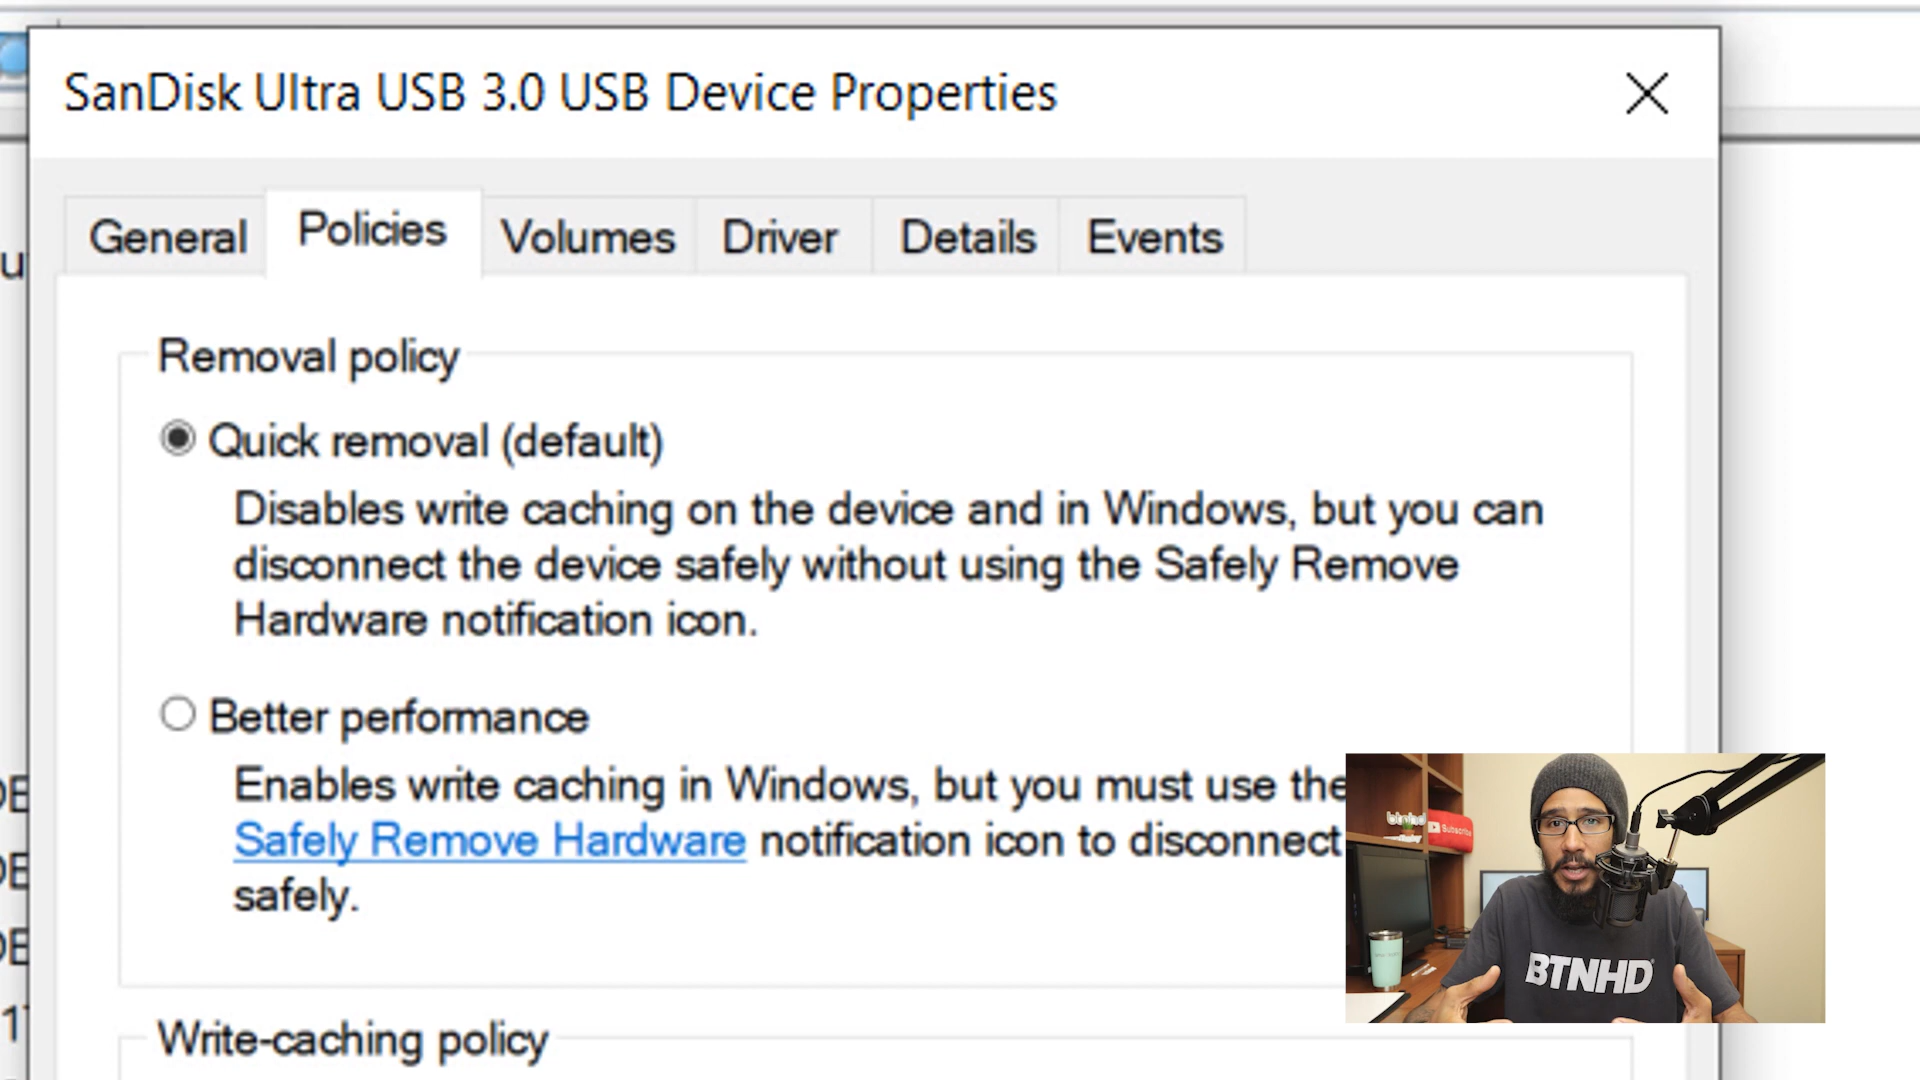 SanDisk Ultra USB 3.0 USB Device Properties
General Policies Volumes Driver Details Events
Removal policy
Quick removal (default)
Disables write caching on the device and in Windows, but you can
disconnect the device safely without using the Safely Remove
Hardware notification icon.
Better performance
Enables write caching in Windows, but you must use the
Safely Remove Hardware notification icon to disconnect
safely.
Write-caching policy
btnhd
Subscribe
BTNHD